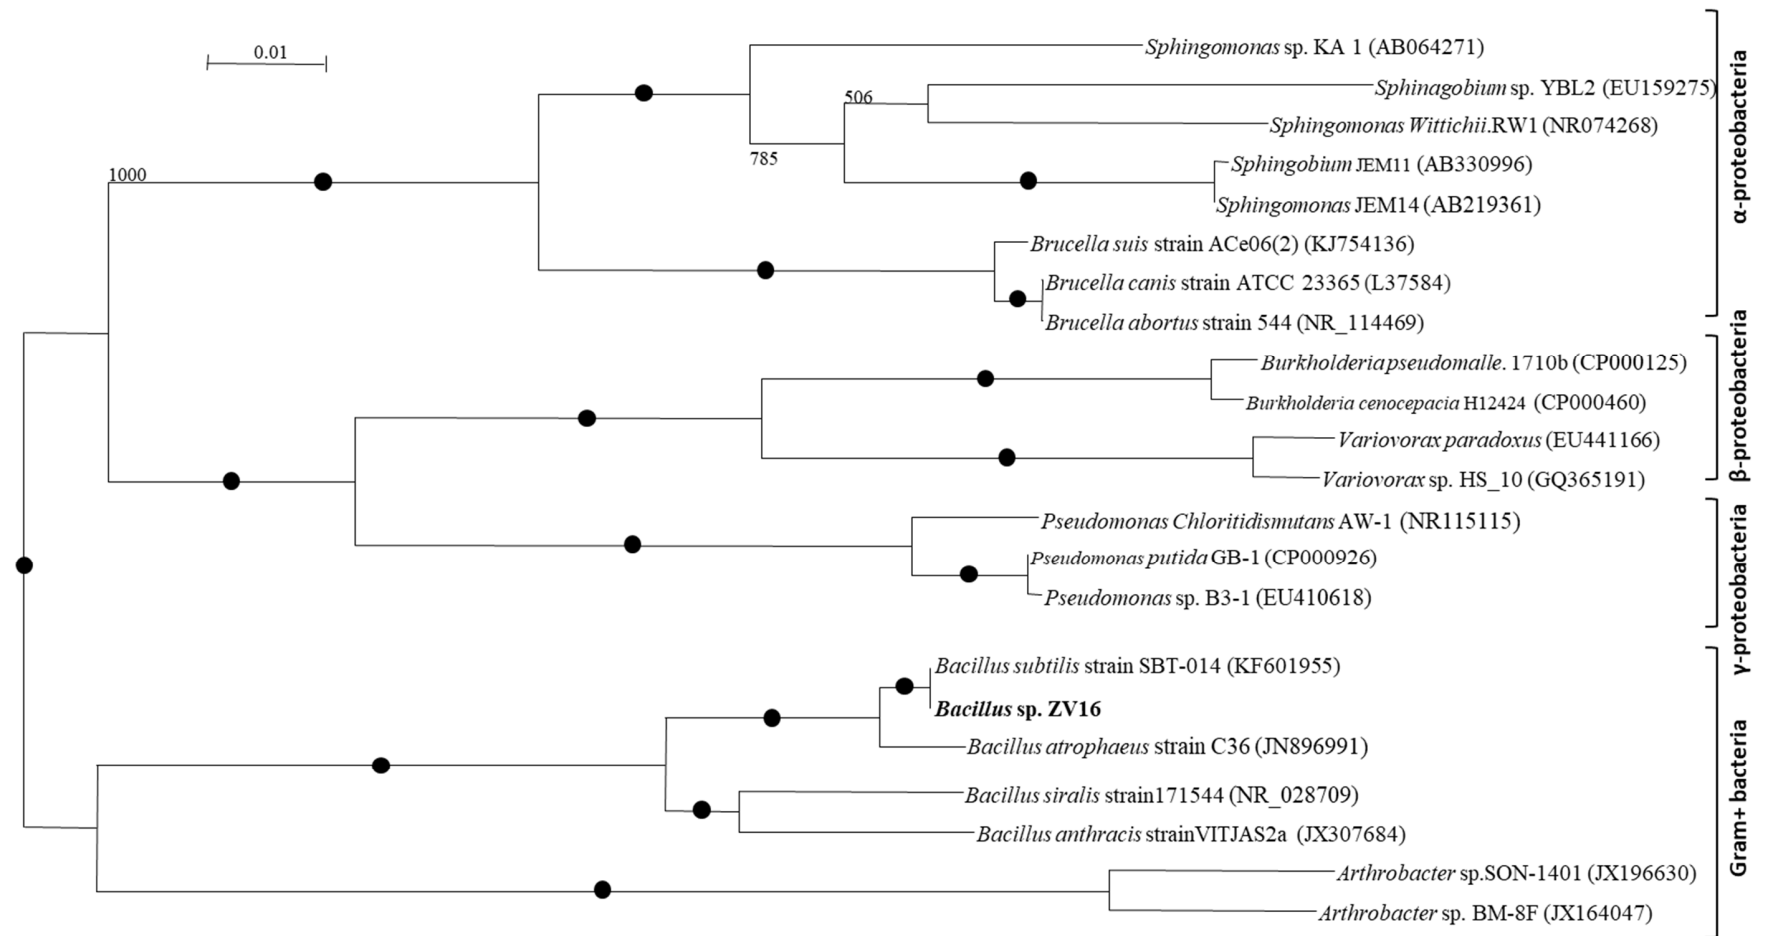 0.01
Sphingomonas sp. KA 1 (AB064271)
506
Sphinagobium sp. YBL2 (EU159275)
Sphingomonas Wittichii.RW1 (NR074268)
785
Sphingobium JEM11 (AB330996)
1000
Sphingomonas JEM14 (AB219361)
Brucella suis strain ACe06(2) (KJ754136)
Brucella canis strain ATCC 23365 (L37584)
Brucella abortus strain 544 (NR_114469)
α-proteobacteria
Burkholderia pseudomalle. 1710b (CP000125)
Burkholderia cenocepacia H12424 (CP000460)
Variovorax paradoxus (EU441166)
Variovorax sp. HS_10 (GQ365191)
β-proteobacteria
Pseudomonas Chloritidismutans AW-1 (NR115115)
Pseudomonas putida GB-1 (CP000926)
Pseudomonas sp. B3-1 (EU410618)
γ-proteobacteria
Bacillus subtilis strain SBT-014 (KF601955)
Bacillus sp. ZV16
Bacillus atrophaeus strain C36 (JN896991)
Bacillus siralis strain171544 (NR_028709)
Bacillus anthracis strainVITJAS2a (JX307684)
Arthrobacter sp.SON-1401 (JX196630)
Arthrobacter sp. BM-8F (JX164047)
Gram+ bacteria